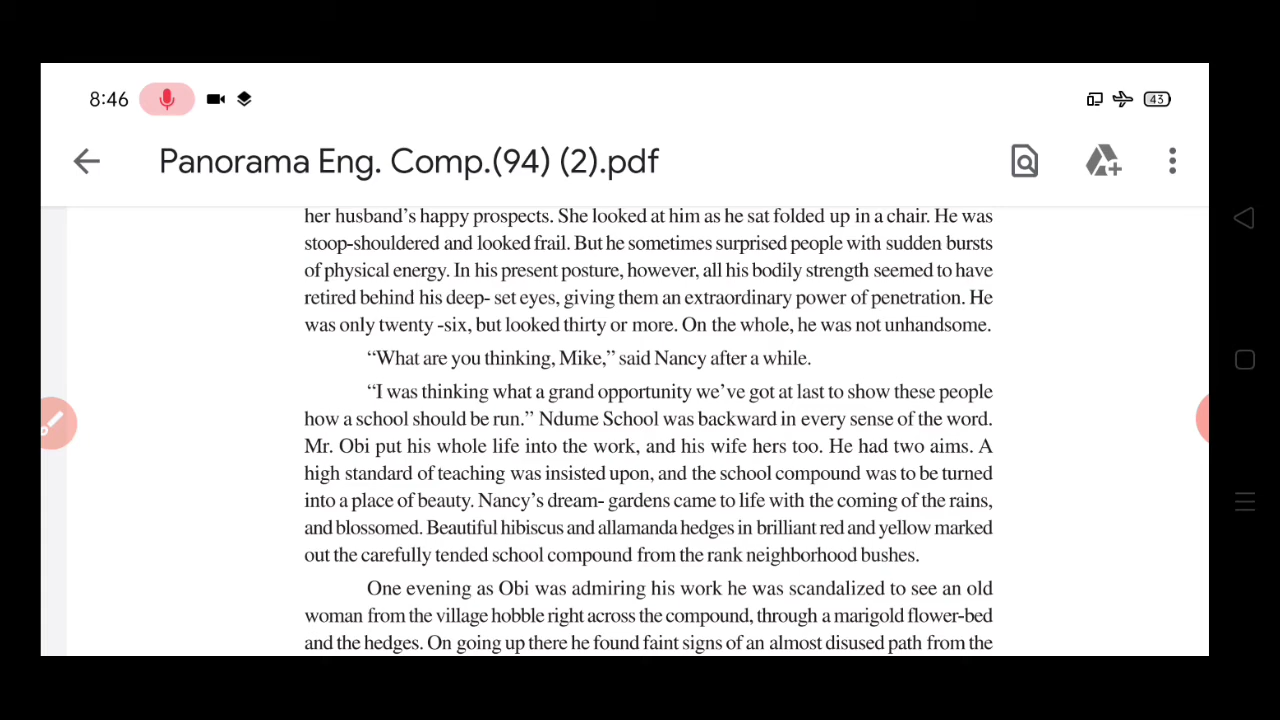 8:46
43
Panorama Eng. Comp.(94) (2).pdf
her husband’s happy prospects. She looked at him as he sat folded up in a chair. He was
stoop-shouldered and looked frail. But he sometimes surprised people with sudden bursts
of physical energy. In his present posture, however, all his bodily strength seemed to have
retired behind his deep- set eyes, giving them an extraordinary power of penetration. He
was only twenty -six, but looked thirty or more. On the whole, he was not unhandsome.
“What are you thinking, Mike,” said Nancy after a while.
“I was thinking what a grand opportunity we’ve got at last to show these people
how a school should be run.” Ndume School was backward in every sense of the word.
Mr. Obi put his whole life into the work, and his wife hers too. He had two aims. A
high standard of teaching was insisted upon, and the school compound was to be turned
into a place of beauty. Nancy’s dream- gardens came to life with the coming of the rains,
and blossomed. Beautiful hibiscus and allamanda hedges in brilliant red and yellow marked
out the carefully tended school compound from the rank neighborhood bushes.
One evening as Obi was admiring his work he was scandalized to see an old
woman from the village hobble right across the compound, through a marigold flower-bed
and the hedges. On going up there he found faint signs of an almost disused path from the